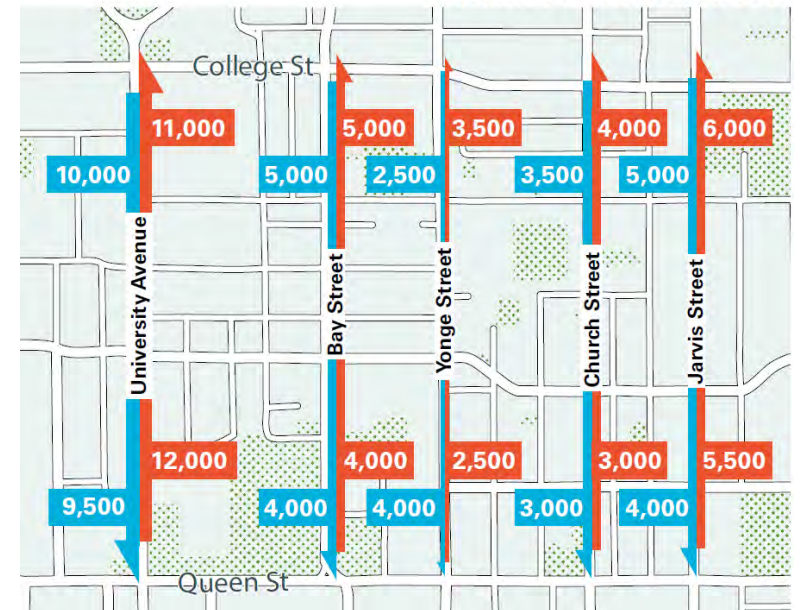 College St
11,000
5,000
3,500
4,000
6,000
10,000
5,000
2,500
3,500
5,000
University Avenue
Bay Street
Yonge Street
Church Street
Jarvis Street
12,000
4,000
2,500
3,000
5,500
9,500
4,000
4,000
3,000
4,000
Queen St